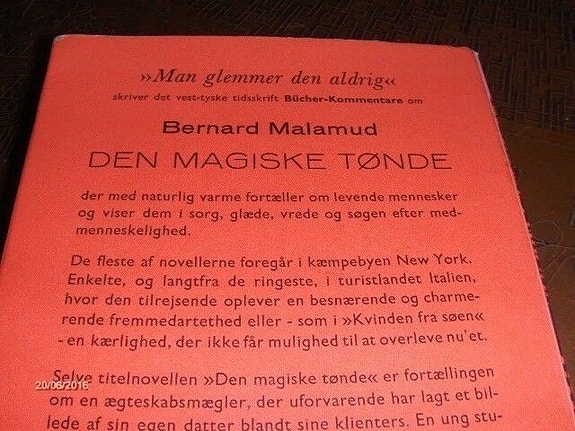 »Man glemmer den aldrig«
skriver det vest-tyske tidsskrift Bücher-Kommentare om
Bernard Malamud
DEN MAGISKE TØNDE
der med naturlig varme fortæller om levende mennesker
og viser dem i sorg, glæde, vrede og søgen efter med-
menneskelighed.
De fleste af novellerne foregår i kæmpebyen New York.
Enkelte, og langtfra de ringeste, i turistlandet Italien,
hvor den tilrejsende oplever en besnærende og charme-
rende fremmedartethed eller - som i »Kvinden fra søen«
- en kærlighed, der ikke får mulighed til at overleve nu'et.
Selve titelnovellen »Den magiske tønde« er fortællingen
om en ægteskabsmægler, der uforvarende har lagt et bil-
lede af sin egen datter blandt sine klienters. En ung stu-
20/08/2016